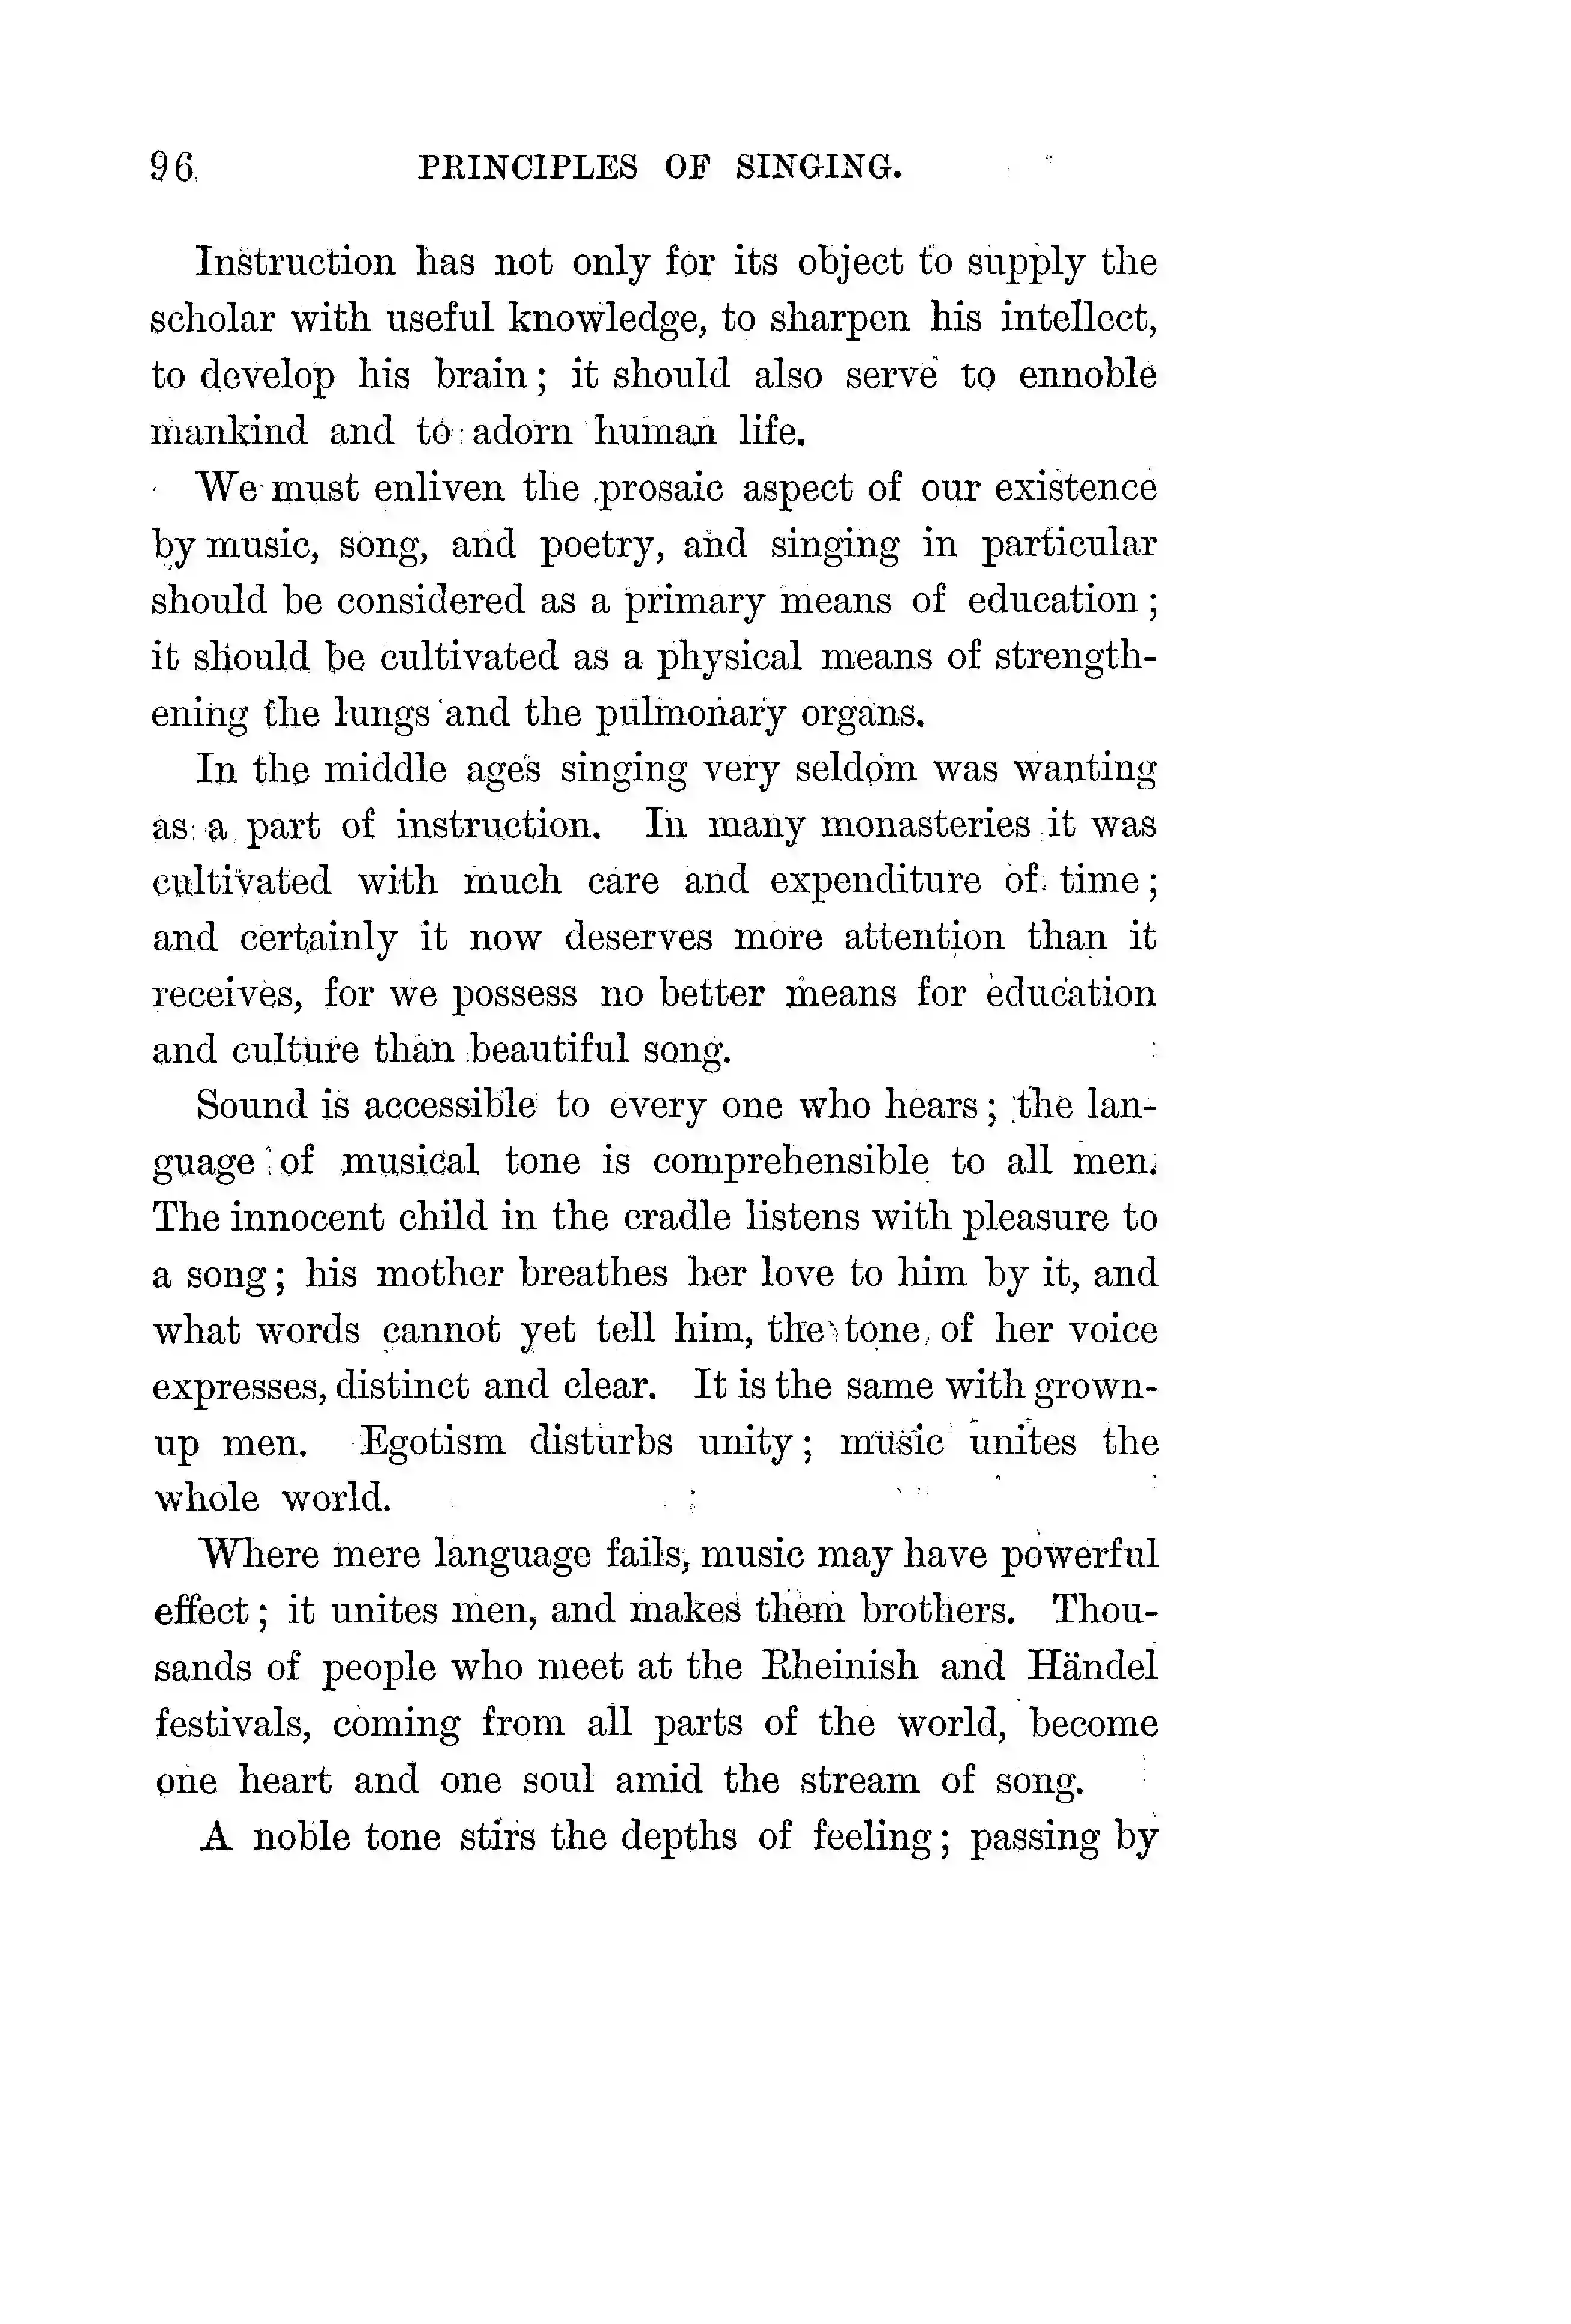 96 PRINCIPLES OF SINGING.
Instruction has not only for its object to supply the
scholar with useful knowledge, to sharpen his intellect,
to develop his brain; it should also serve to ennoble
mankind and to adorn human life.
We must enliven the prosaic aspect of our existence
by music, song, and poetry, and singing in particular
should be considered as a primary means of education;
it should be cultivated as a physical means of strength-
ening the lungs and the pulmonary organs.
In the middle ages singing very seldom was wanting
as a part of instruction. In many monasteries it was
cultivated with much care and expenditure of time;
and certainly it now deserves more attention than it
receives, for we possess no better means for education
and culture than beautiful song.
Sound is accessible to every one who hears; the lan-
guage of musical tone is comprehensible to all men.
The innocent child in the cradle listens with pleasure to
a song; his mother breathes her love to him by it, and
what words cannot yet tell him, the tone of her voice
expresses, distinct and clear. It is the same with grown-
up men. Egotism disturbs unity; music unites the
whole world.
Where mere language fails, music may have powerful
effect; it unites men, and makes them brothers. Thou-
sands of people who meet at the Rheinish and Händel
festivals, coming from all parts of the world, become
one heart and one soul amid the stream of song.
A noble tone stirs the depths of feeling; passing by